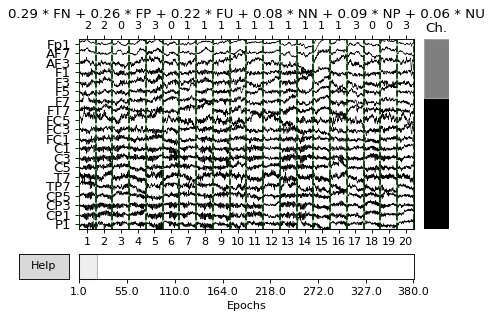 0.29 * FN + 0.26 * FP + 0.22 * FU + 0.08 * NN + 0.09 * NP + 0.06 * NU
2 2 0 3 3 0 1 1 1 1 1 1 1 1 1 1 3 0 0 3
Ch.
Fp1
AF7
AF3
F1
F3
F5
F7
FT7
FC5
FC3
FC1
C1
C3
C5
T7
TP7
CP5
CP3
CP1
P1
1 2 3 4 5 6 7 8 9 10 11 12 13 14 15 16 17 18 19 20
Help
1.0 55.0 110.0 164.0 218.0 272.0 327.0 380.0
Epochs